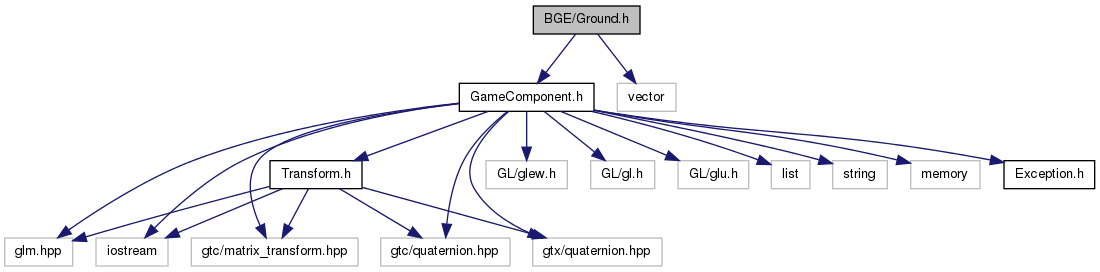 BGE/Ground.h
GameComponent.h
vector
Transform.h
GL/glew.h
GL/gl.h
GL/glu.h
list
string
memory
Exception.h
glm.hpp
iostream
gtc/matrix_transform.hpp
gtc/quaternion.hpp
gtx/quaternion.hpp